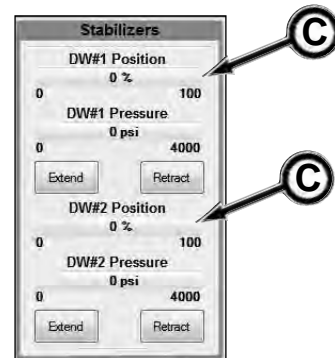 Stabilizers
DW#1 Position
0 %
0 100
DW#1 Pressure
0 psi
0 4000
Extend Retract
DW#2 Position
0 %
0 100
DW#2 Pressure
0 psi
0 4000
Extend Retract
C
C